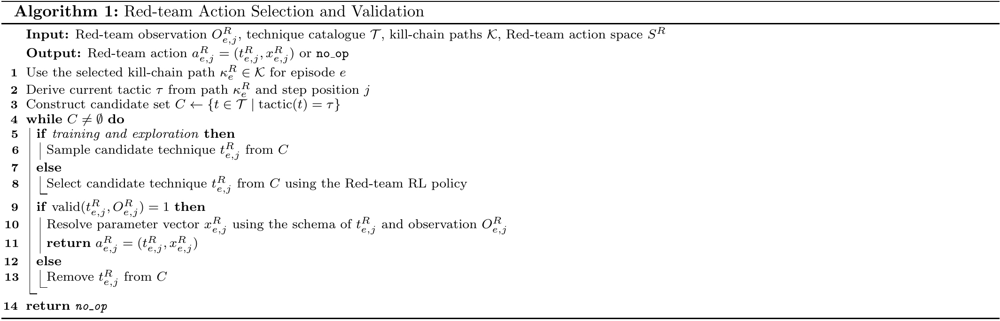 Algorithm 1: Red-team Action Selection and Validation
Input: Red-team observation $O^R_{e,j}$, technique catalogue $\mathcal{T}$, kill-chain paths $\mathcal{K}$, Red-team action space $S^R$
Output: Red-team action $a^R_{e,j} = (t^R_{e,j}, x^R_{e,j})$ or no_op
1 Use the selected kill-chain path $\kappa^R_e \in \mathcal{K}$ for episode $e$
2 Derive current tactic $\tau$ from path $\kappa^R_e$ and step position $j$
3 Construct candidate set $C \leftarrow \{t \in \mathcal{T} \mid \text{tactic}(t) = \tau\}$
4 while $C \neq \emptyset$ do
5 if training and exploration then
6 Sample candidate technique $t^R_{e,j}$ from $C$
7 else
8 Select candidate technique $t^R_{e,j}$ from $C$ using the Red-team RL policy
9 if valid$(t^R_{e,j}, O^R_{e,j}) = 1$ then
10 Resolve parameter vector $x^R_{e,j}$ using the schema of $t^R_{e,j}$ and observation $O^R_{e,j}$
11 return $a^R_{e,j} = (t^R_{e,j}, x^R_{e,j})$
12 else
13 Remove $t^R_{e,j}$ from $C$
14 return no_op